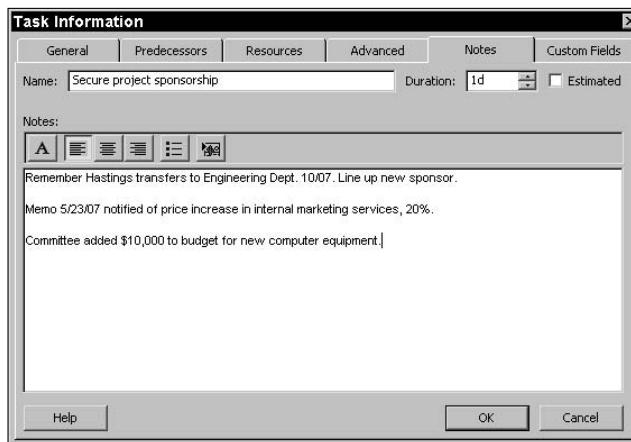 Task Information
General Predecessors Resources Advanced Notes Custom Fields
Name: Secure project sponsorship Duration: 1d Estimated
Notes:
A
Remember Hastings transfers to Engineering Dept. 10/07. Line up new sponsor.
Memo 5/23/07 notified of price increase in internal marketing services, 20%.
Committee added $10,000 to budget for new computer equipment.
Help OK Cancel